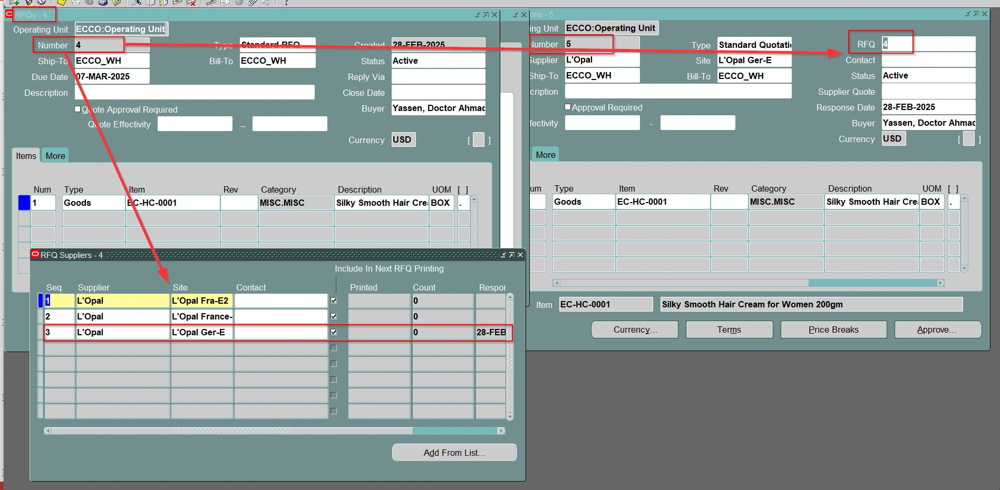 RFQs - 4
Operating Unit ECCO:Operating Unit
Number 4 Type Standard RFQ Created 28-FEB-2025
Ship-To ECCO_WH Bill-To ECCO_WH Status Active
Due Date 07-MAR-2025 Reply Via
Description Close Date
Quote Approval Required Buyer Yassen, Doctor Ahmad
Quote Effectivity –
Currency USD [ ]
Items More
Num Type Item Rev Category Description UOM [ ]
1 Goods EC-HC-0001 MISC.MISC Silky Smooth Hair Crea BOX .
RFQ Suppliers - 4
Include In Next RFQ Printing
Seq Supplier Site Contact Printed Count Respor
1 L'Opal L'Opal Fra-E2 0
2 L'Opal L'Opal France- 0
3 L'Opal L'Opal Ger-E 0 28-FEB
Add From List...
ons - 5
ing Unit ECCO:Operating Unit
Number 5 Type Standard Quotati RFQ 4
Supplier L'Opal Site L'Opal Ger-E Contact
Ship-To ECCO_WH Bill-To ECCO_WH Status Active
cription Supplier Quote
Approval Required Response Date 28-FEB-2025
fectivity - Buyer Yassen, Doctor Ahmad
Currency USD [ ]
More
um Type Item Rev Category Description UOM [ ]
Goods EC-HC-0001 MISC.MISC Silky Smooth Hair Crea BOX .
Item EC-HC-0001 Silky Smooth Hair Cream for Women 200gm
Currency... Terms Price Breaks Approve...